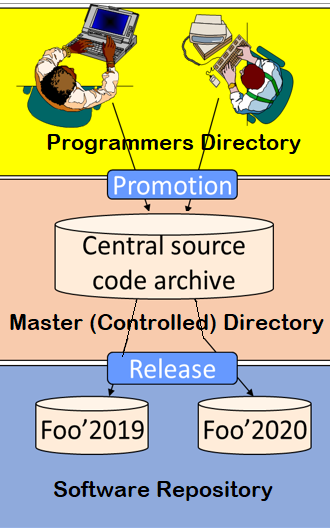 Programmers Directory
Promotion
Central source
code archive
Master (Controlled) Directory
Release
Foo'2019 Foo'2020
Software Repository